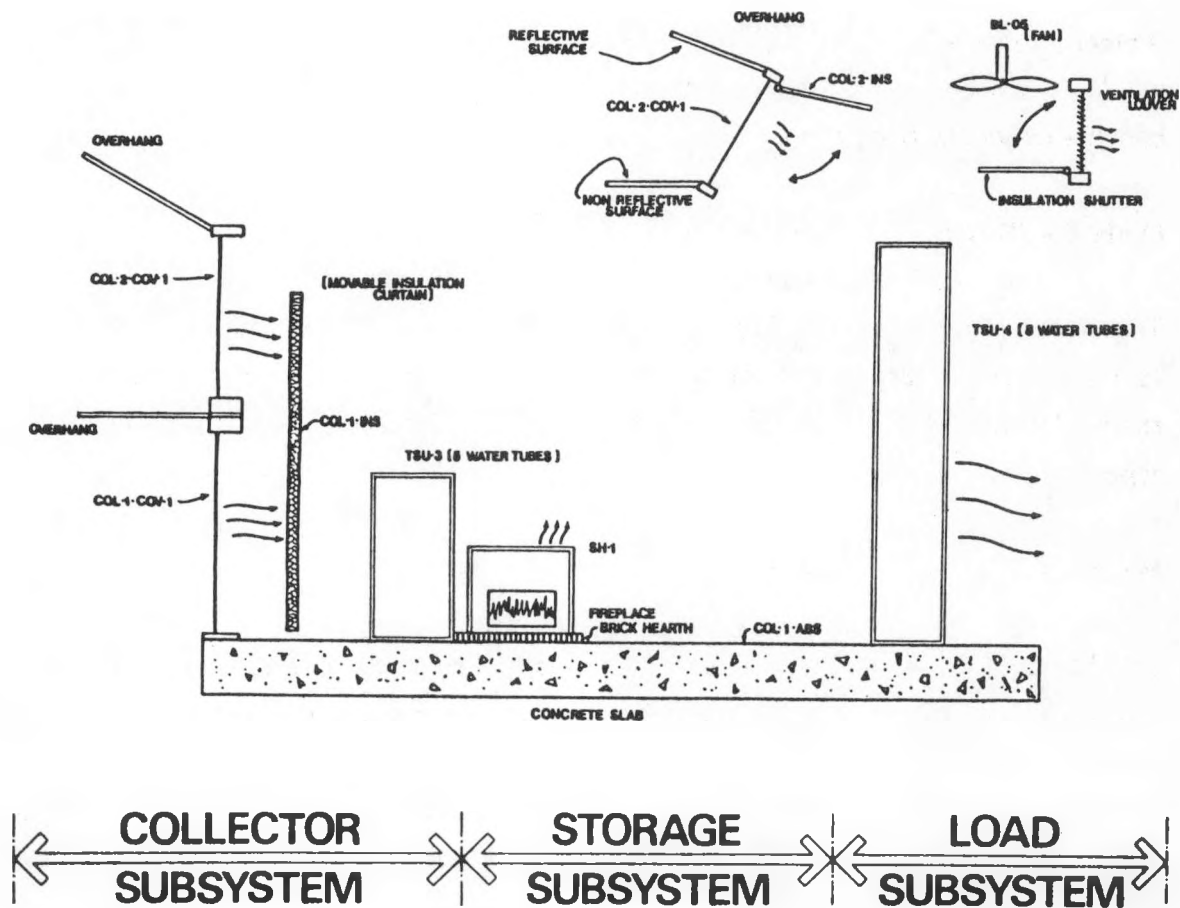 OVERHANG
REFLECTIVE
SURFACE
COL·2·INS
COL·2·COV·1
NON REFLECTIVE
SURFACE
BL·05
(FAN)
VENTILATION
LOUVER
INSULATION SHUTTER
OVERHANG
COL·2·COV·1
(MOVABLE INSULATION
CURTAIN)
OVERHANG
COL·1·INS
COL·1·COV·1
TSU·3 (5 WATER TUBES)
SH·1
FIREPLACE
BRICK HEARTH
COL·1·ABS
TSU·4 (8 WATER TUBES)
CONCRETE SLAB
COLLECTOR
SUBSYSTEM
STORAGE
SUBSYSTEM
LOAD
SUBSYSTEM